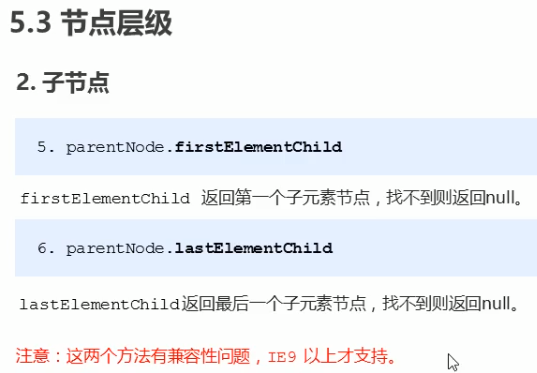 5.3 节点层级
2. 子节点
5. parentNode.firstElementChild
firstElementChild 返回第一个子元素节点，找不到则返回null。
6. parentNode.lastElementChild
lastElementChild返回最后一个子元素节点，找不到则返回null。
注意：这两个方法有兼容性问题，IE9 以上才支持。